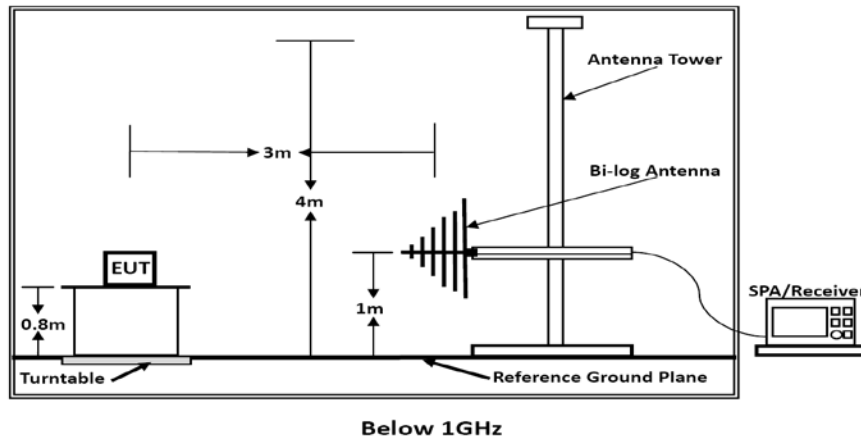 Antenna Tower
3m
Bi-log Antenna
4m
EUT
1m
SPA/Receiver
0.8m
Turntable
Reference Ground Plane
Below 1GHz